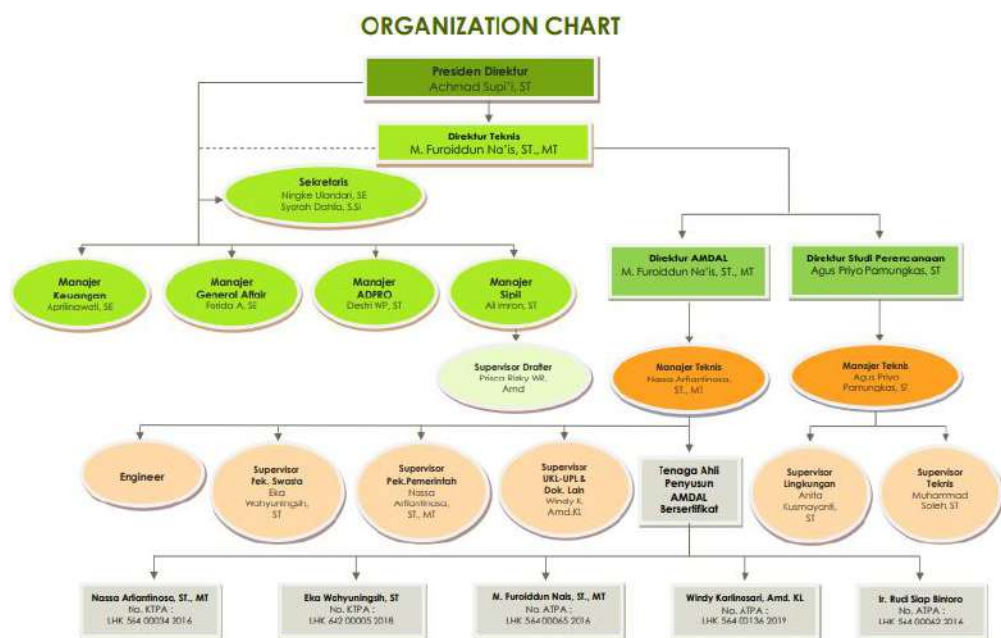 ORGANIZATION CHART
Presiden Direktur
Achmad Supi'i, ST
Direktur Teknis
M. Furoiddun Na'is, ST., MT
Sekretaris
Ningke Ulandari, SE
Syarah Dahfa, S.Si
Manajer
Keuangan
Aprilinawati, SE
Manajer
General Affair
Farida A, SE
Manajer
ADPRO
Destri WP, ST
Manajer
Sipil
Ali Imron, ST
Direktur AMDAL
M. Furoiddun Na'is, ST., MT
Direktur Studi Perencanaan
Agus Priyo Pamungkas, ST
Supervisor Drafter
Prisca Rizky WR,
Amd
Manajer Teknis
Nassa Arfiantinosa,
ST., MT
Manajer Teknis
Agus Priyo
Pamungkas, ST
Engineer
Supervisor
Pek. Swasta
Eka
Wahyuningsih,
ST
Supervisor
Pek.Pemerintah
Nassa
Arfiantinosa,
ST., MT
Supervisor
UKL-UPL &
Dok. Lain
Windy K,
Amd.KL
Tenaga Ahli
Penyusun
AMDAL
Bersertifikat
Supervisor
Lingkungan
Anita
Kusmayanti,
ST
Supervisor
Teknis
Muhammad
Soleh, ST
Nassa Arfiantinosa, ST., MT
No. KTPA :
LHK 564 00034 2016
Eka Wahyuningsih, ST
No. KTPA :
LHK 642 00005 2018
M. Furoiddun Nais, ST., MT
No. ATPA :
LHK 564 00065 2016
Windy Karlinasari, Amd. KL
No. ATPA :
LHK 564 00136 2019
Ir. Rudi Siap Bintoro
No. ATPA :
LHK 564 00062 2016